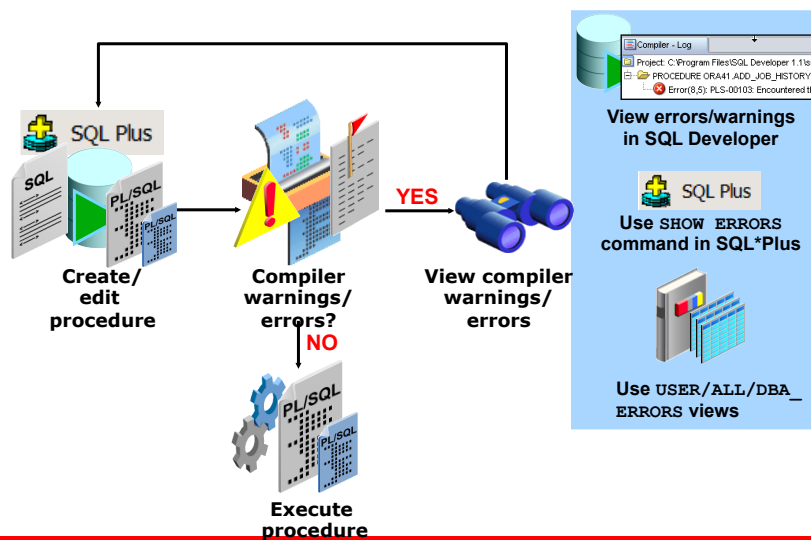 SQL Plus
SQL
PL/SQL
PL/SQL
Create/
edit
procedure
Compiler
warnings/
errors?
YES
View compiler
warnings/
errors
NO
PL/SQL
PL/SQL
Execute
procedure
Compiler - Log
Project: C:\Program Files\SQL Developer 1.1\s
PROCEDURE ORA41.ADD_JOB_HISTORY
Error(8,5): PLS-00103: Encountered t
View errors/warnings
in SQL Developer
SQL Plus
Use SHOW ERRORS
command in SQL*Plus
Use USER/ALL/DBA_
ERRORS views